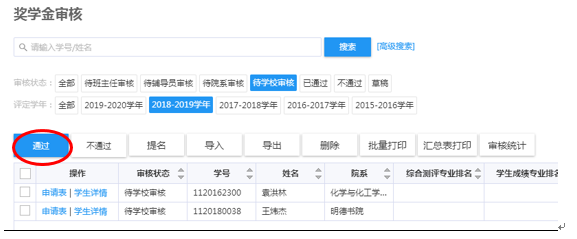 奖学金审核
请输入学号/姓名 搜索 [高级搜索]
审核状态： 全部 待班主任审核 待辅导员审核 待院系审核 待学校审核 已通过 不通过 草稿
评定学年： 全部 2019-2020学年 2018-2019学年 2017-2018学年 2016-2017学年 2015-2016学年
通过 不通过 提名 导入 导出 删除 批量打印 汇总表打印 审核统计
操作 审核状态 学号 姓名 院系 综合测评专业排名 学生成绩专业排名
申请表 | 学生详情 待学校审核 1120162300 袁洪林 化学与化工学...
申请表 | 学生详情 待学校审核 1120180038 王炜杰 明德书院